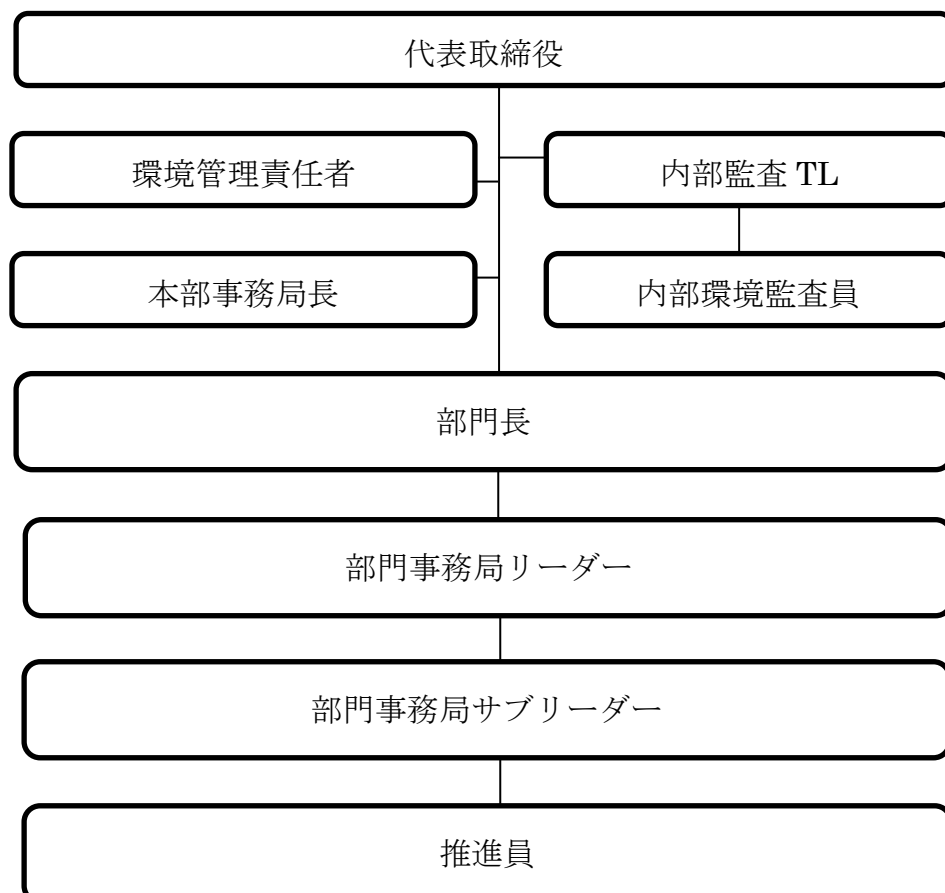 代表取締役
環境管理責任者
内部監査 TL
本部事務局長
内部環境監査員
部門長
部門事務局リーダー
部門事務局サブリーダー
推進員